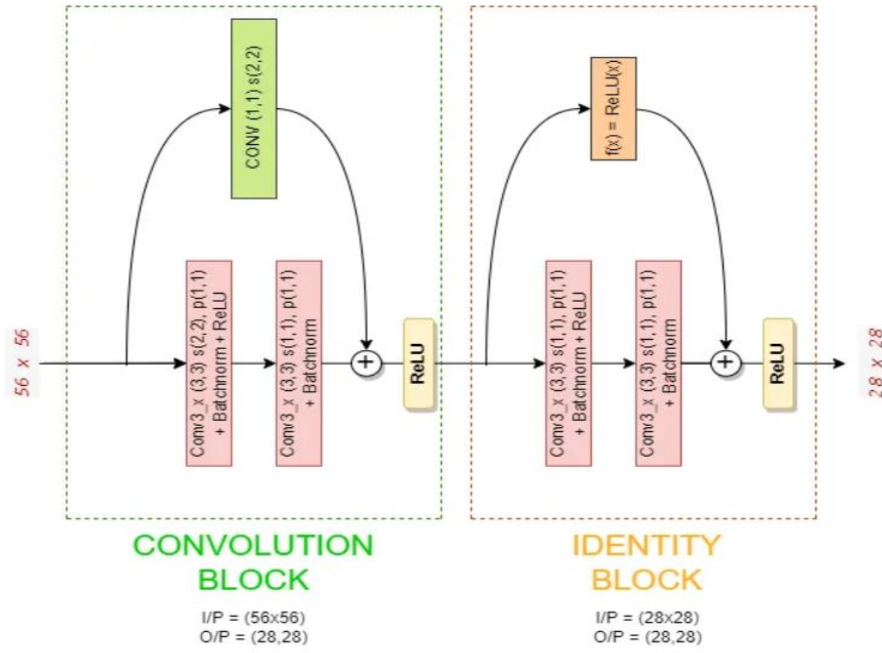 56 x 56
CONV (1,1) s(2,2)
Conv3_x (3,3) s(2,2), p(1,1)
+ Batchnorm + ReLU
Conv3_x (3,3) s(1,1), p(1,1)
+ Batchnorm
+
ReLU
CONVOLUTION
BLOCK
I/P = (56x56)
O/P = (28,28)
f(x) = ReLU(x)
Conv3_x (3,3) s(1,1), p(1,1)
+ Batchnorm + ReLU
Conv3_x (3,3) s(1,1), p(1,1)
+ Batchnorm
+
ReLU
IDENTITY
BLOCK
I/P = (28x28)
O/P = (28,28)
28 x 28